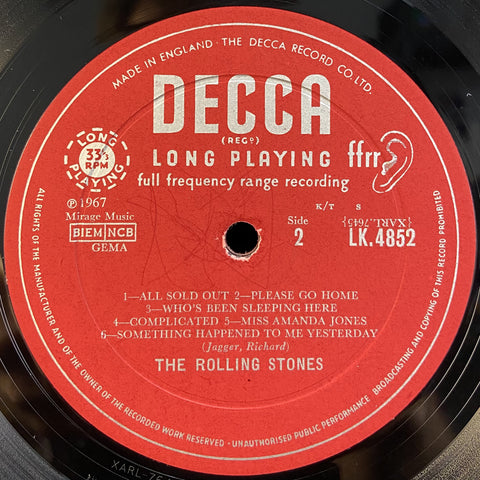 MADE IN ENGLAND · THE DECCA RECORD CO. LTD.
DECCA
(REGº)
LONG PLAYING
ffrr
full frequency range recording
LONG
33⅓
RPM
PLAYING
℗ 1967
Mirage Music
BIEM NCB
GEMA
K/T S
Side
2
{XARL.7645}
LK.4852
1—ALL SOLD OUT 2—PLEASE GO HOME
3—WHO'S BEEN SLEEPING HERE
4—COMPLICATED 5—MISS AMANDA JONES
6—SOMETHING HAPPENED TO ME YESTERDAY
(Jagger, Richard)
THE ROLLING STONES
ALL RIGHTS OF THE MANUFACTURER AND OF THE OWNER OF THE RECORDED WORK RESERVED · UNAUTHORISED PUBLIC PERFORMANCE BROADCASTING AND COPYING OF THIS RECORD PROHIBITED